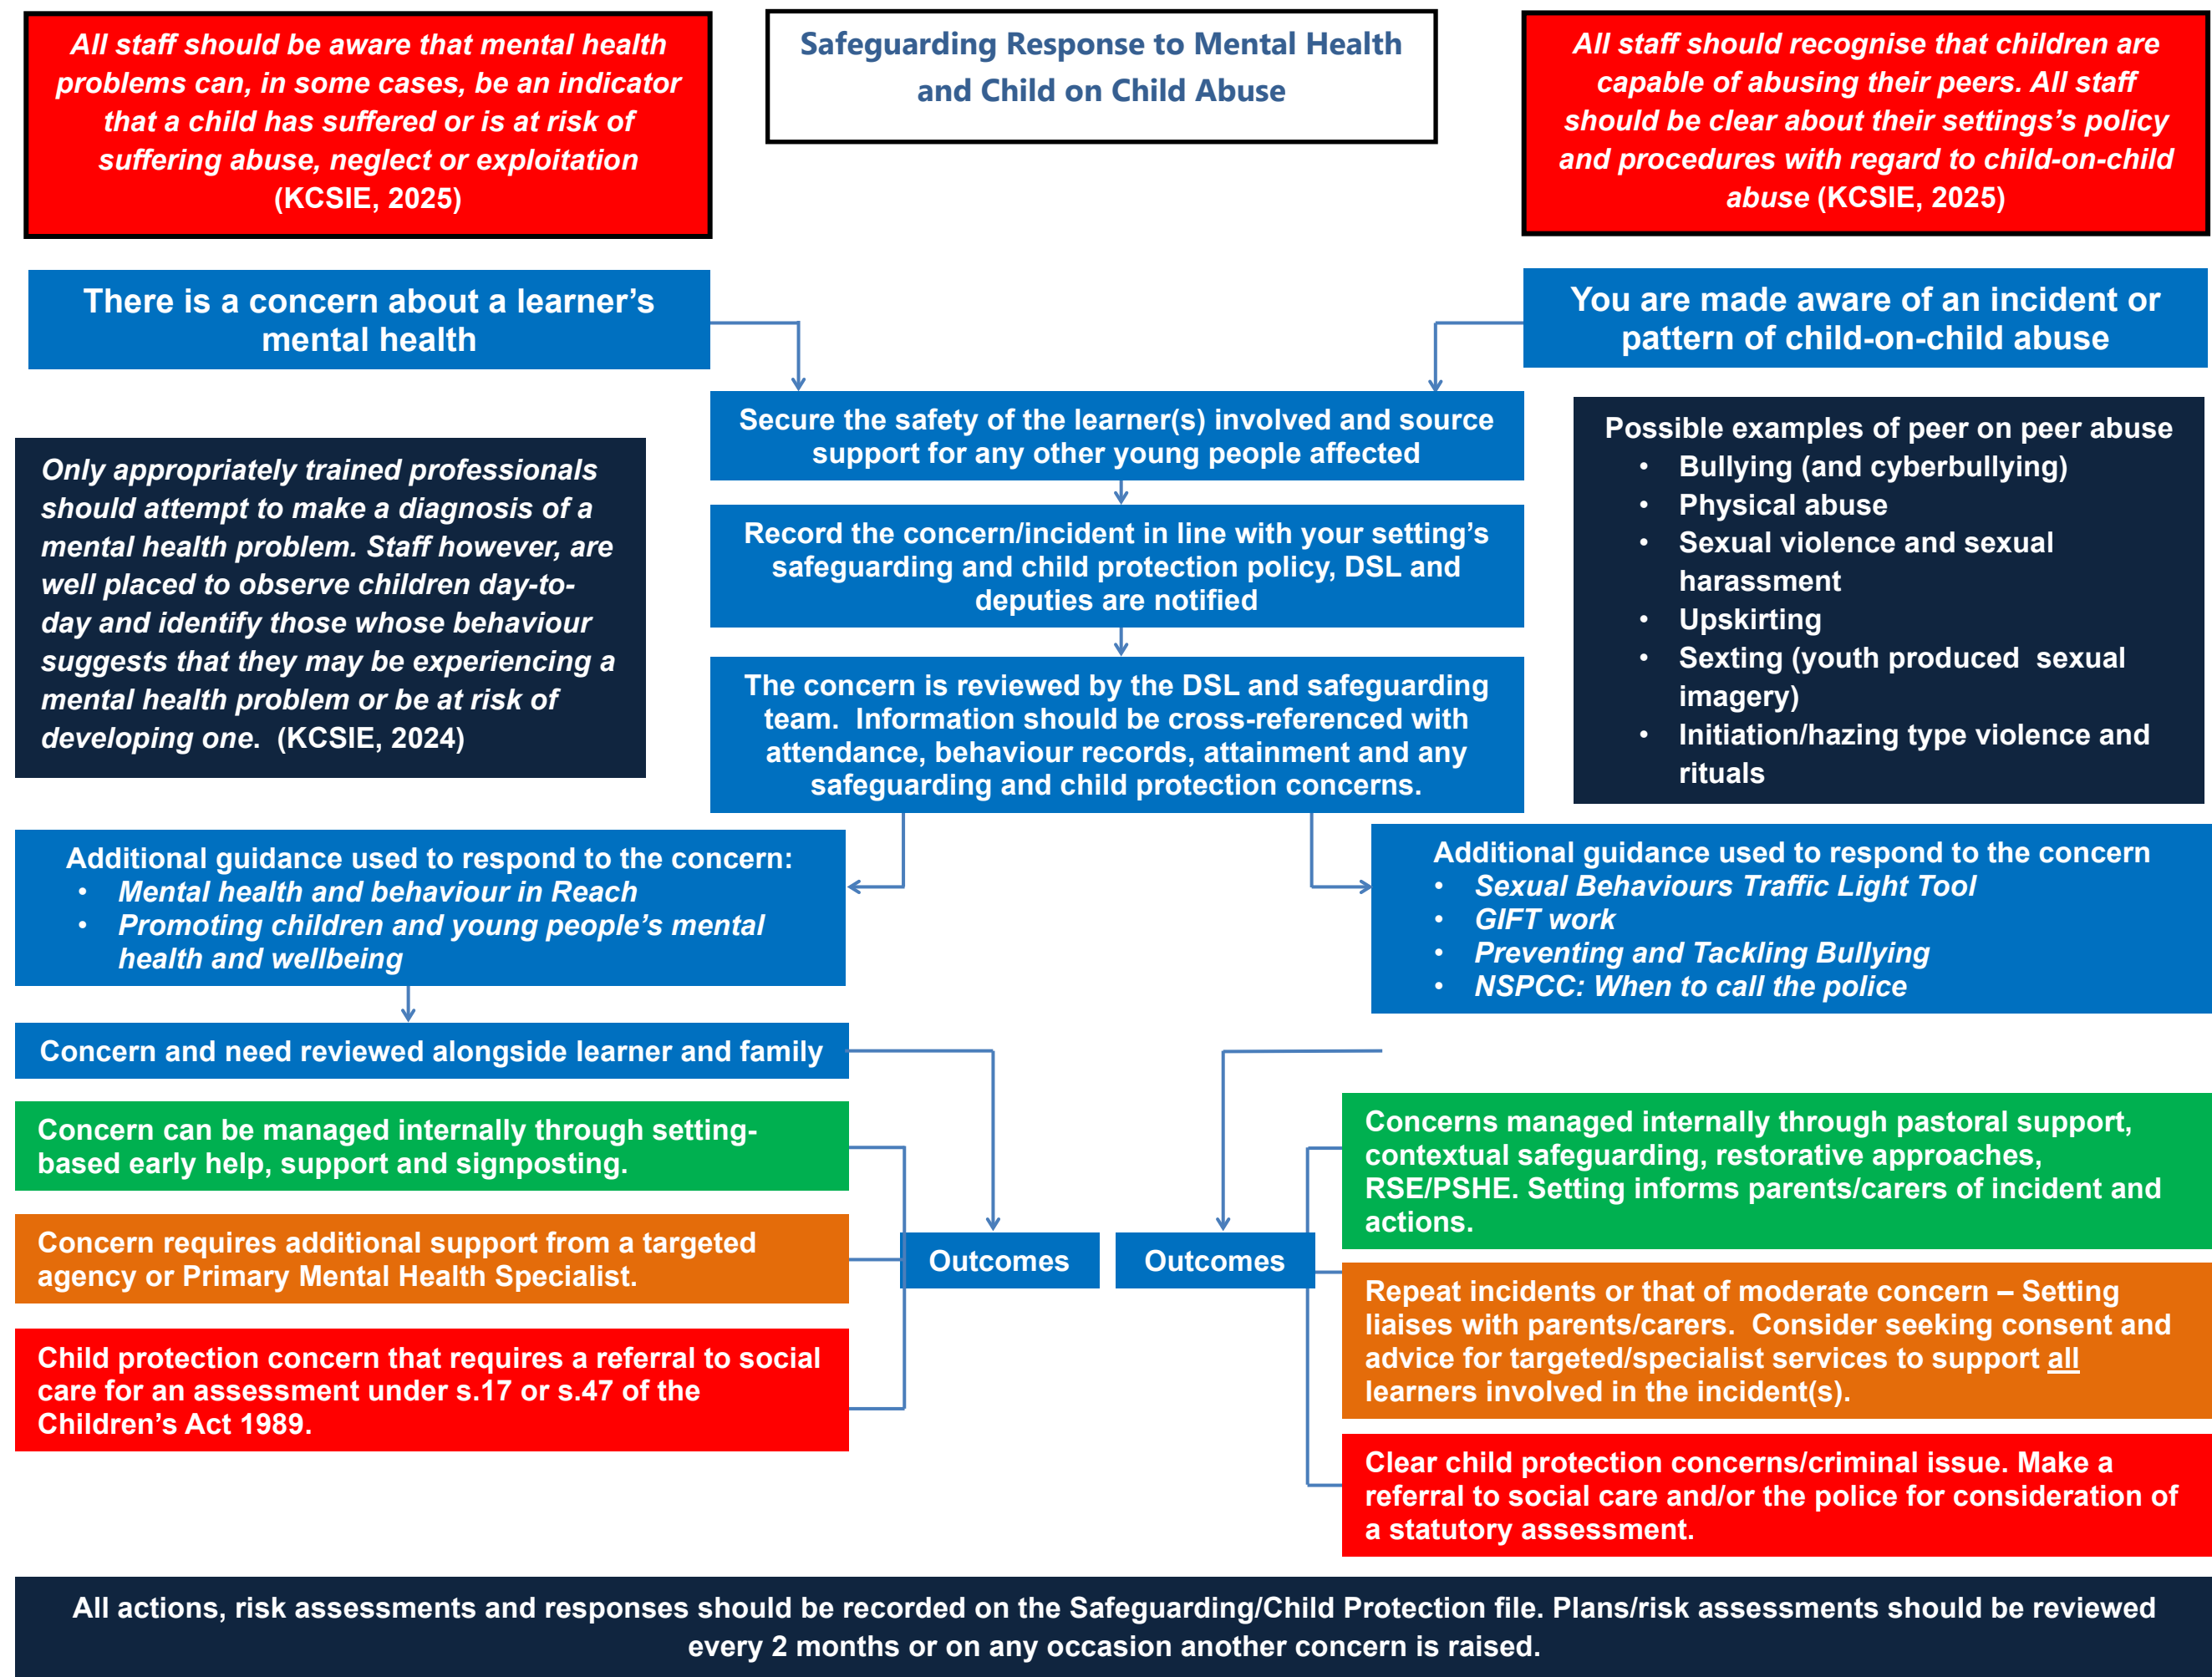 All staff should be aware that mental health
problems can, in some cases, be an indicator
that a child has suffered or is at risk of
suffering abuse, neglect or exploitation
(KCSIE, 2025)
Safeguarding Response to Mental Health
and Child on Child Abuse
All staff should recognise that children are
capable of abusing their peers. All staff
should be clear about their settings's policy
and procedures with regard to child-on-child
abuse (KCSIE, 2025)
There is a concern about a learner’s
mental health
You are made aware of an incident or
pattern of child-on-child abuse
Secure the safety of the learner(s) involved and source
support for any other young people affected
Record the concern/incident in line with your setting’s
safeguarding and child protection policy, DSL and
deputies are notified
The concern is reviewed by the DSL and safeguarding
team.  Information should be cross-referenced with
attendance, behaviour records, attainment and any
safeguarding and child protection concerns.
Only appropriately trained professionals
should attempt to make a diagnosis of a
mental health problem. Staff however, are
well placed to observe children day-to-
day and identify those whose behaviour
suggests that they may be experiencing a
mental health problem or be at risk of
developing one.  (KCSIE, 2024)
Possible examples of peer on peer abuse
• Bullying (and cyberbullying)
• Physical abuse
• Sexual violence and sexual
harassment
• Upskirting
• Sexting (youth produced  sexual
imagery)
• Initiation/hazing type violence and
rituals
Additional guidance used to respond to the concern:
• Mental health and behaviour in Reach
• Promoting children and young people’s mental
health and wellbeing
Additional guidance used to respond to the concern
• Sexual Behaviours Traffic Light Tool
• GIFT work
• Preventing and Tackling Bullying
• NSPCC: When to call the police
Concern and need reviewed alongside learner and family
Concern can be managed internally through setting-
based early help, support and signposting.
Concern requires additional support from a targeted
agency or Primary Mental Health Specialist.
Child protection concern that requires a referral to social
care for an assessment under s.17 or s.47 of the
Children’s Act 1989.
Outcomes
Outcomes
Concerns managed internally through pastoral support,
contextual safeguarding, restorative approaches,
RSE/PSHE. Setting informs parents/carers of incident and
actions.
Repeat incidents or that of moderate concern – Setting
liaises with parents/carers.  Consider seeking consent and
advice for targeted/specialist services to support all
learners involved in the incident(s).
Clear child protection concerns/criminal issue. Make a
referral to social care and/or the police for consideration of
a statutory assessment.
All actions, risk assessments and responses should be recorded on the Safeguarding/Child Protection file. Plans/risk assessments should be reviewed
every 2 months or on any occasion another concern is raised.